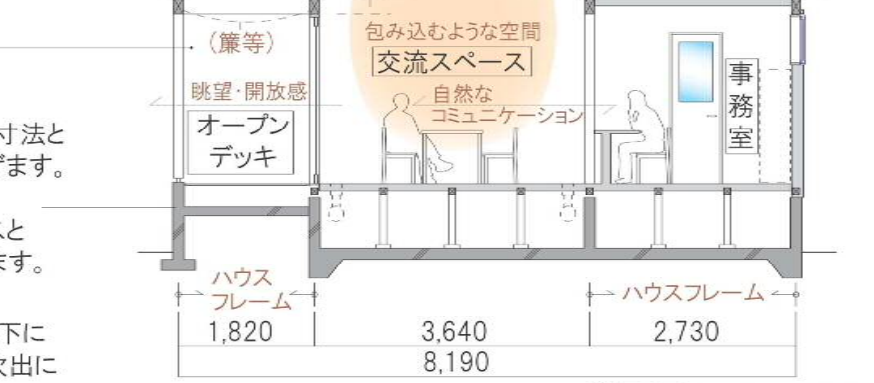 (簾等)
眺望・開放感
オープン
デッキ
包み込むような空間
交流スペース
自然な
コミュニケーション
事務室
寸法と
ます。
と
ます。
下に
出に
ハウス
フレーム
ハウスフレーム
1,820
3,640
2,730
8,190